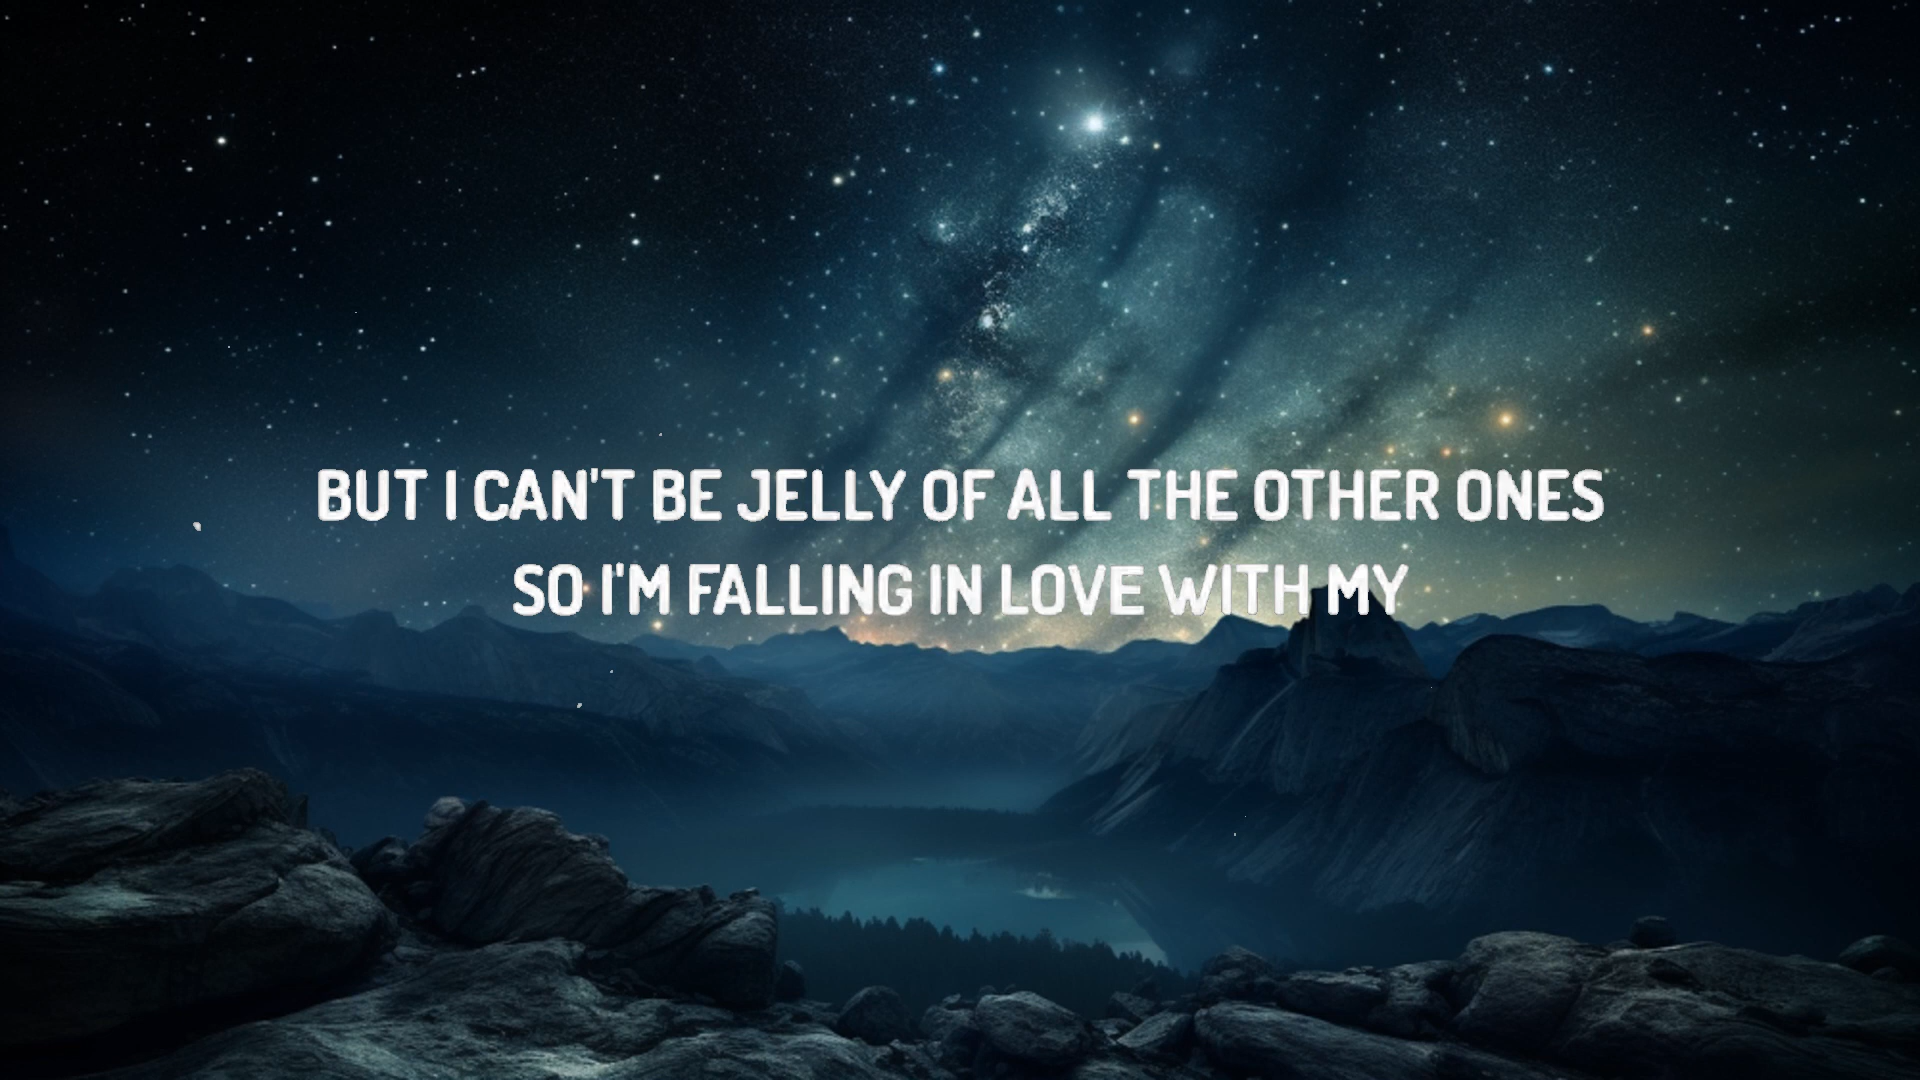 BUT I CAN'T BE JELLY OF ALL THE OTHER ONES
SO I'M FALLING IN LOVE WITH MY